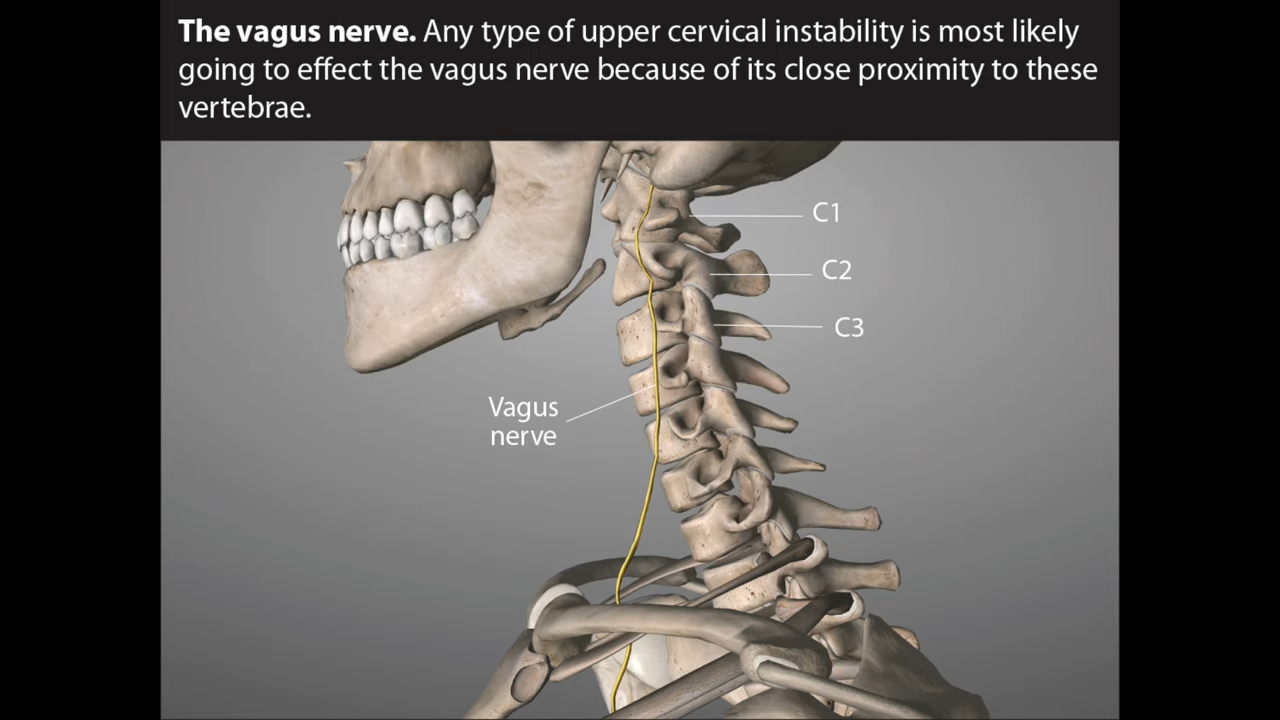 The vagus nerve. Any type of upper cervical instability is most likely
going to effect the vagus nerve because of its close proximity to these
vertebrae.
C1
C2
C3
Vagus
nerve